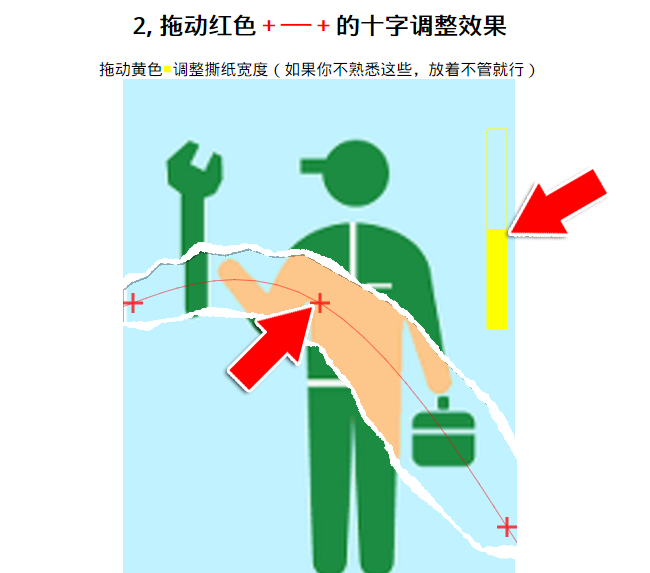 2, 拖动红色 + — + 的十字调整效果
拖动黄色 调整撕纸宽度（如果你不熟悉这些，放着不管就行）